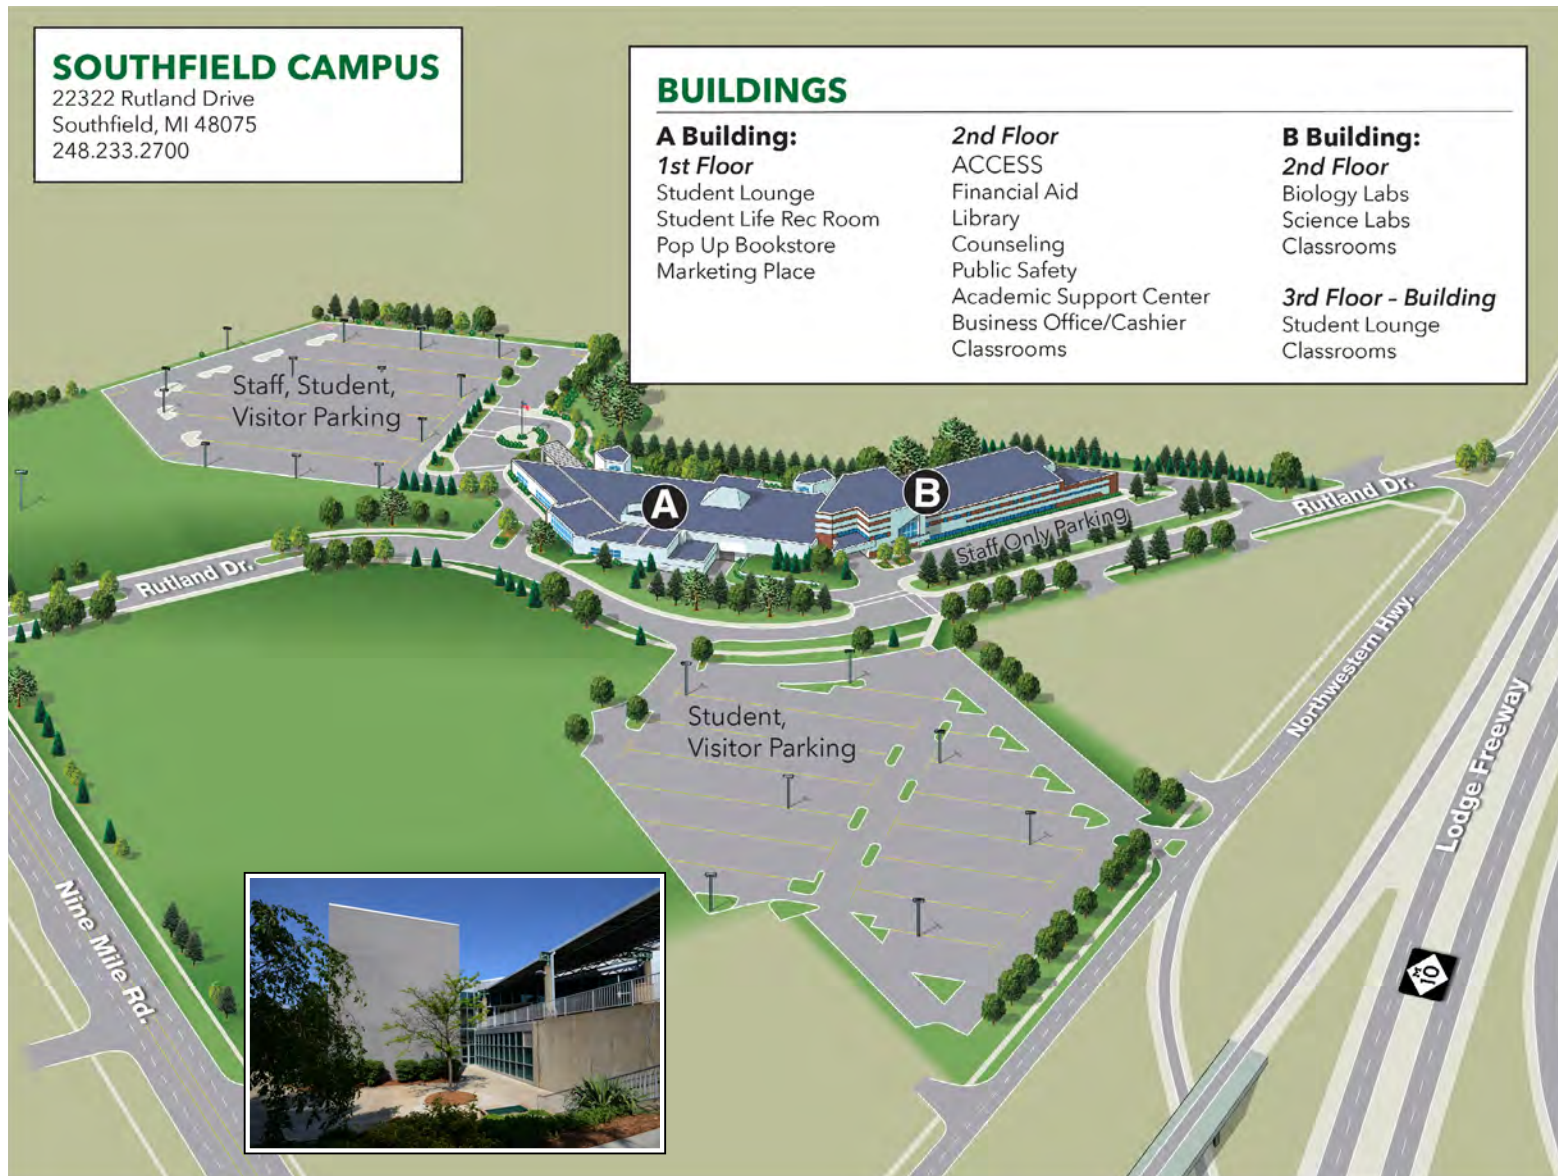 SOUTHFIELD CAMPUS
22322 Rutland Drive
Southfield, MI 48075
248.233.2700
BUILDINGS
A Building:
1st Floor
Student Lounge
Student Life Rec Room
Pop Up Bookstore
Marketing Place
2nd Floor
ACCESS
Financial Aid
Library
Counseling
Public Safety
Academic Support Center
Business Office/Cashier
Classrooms
B Building:
2nd Floor
Biology Labs
Science Labs
Classrooms
3rd Floor – Building
Student Lounge
Classrooms
Staff, Student,
Visitor Parking
A
B
Staff Only Parking
Rutland Dr.
Rutland Dr.
Student,
Visitor Parking
Northwestern Hwy.
Lodge Freeway
Nine Mile Rd.
M
10